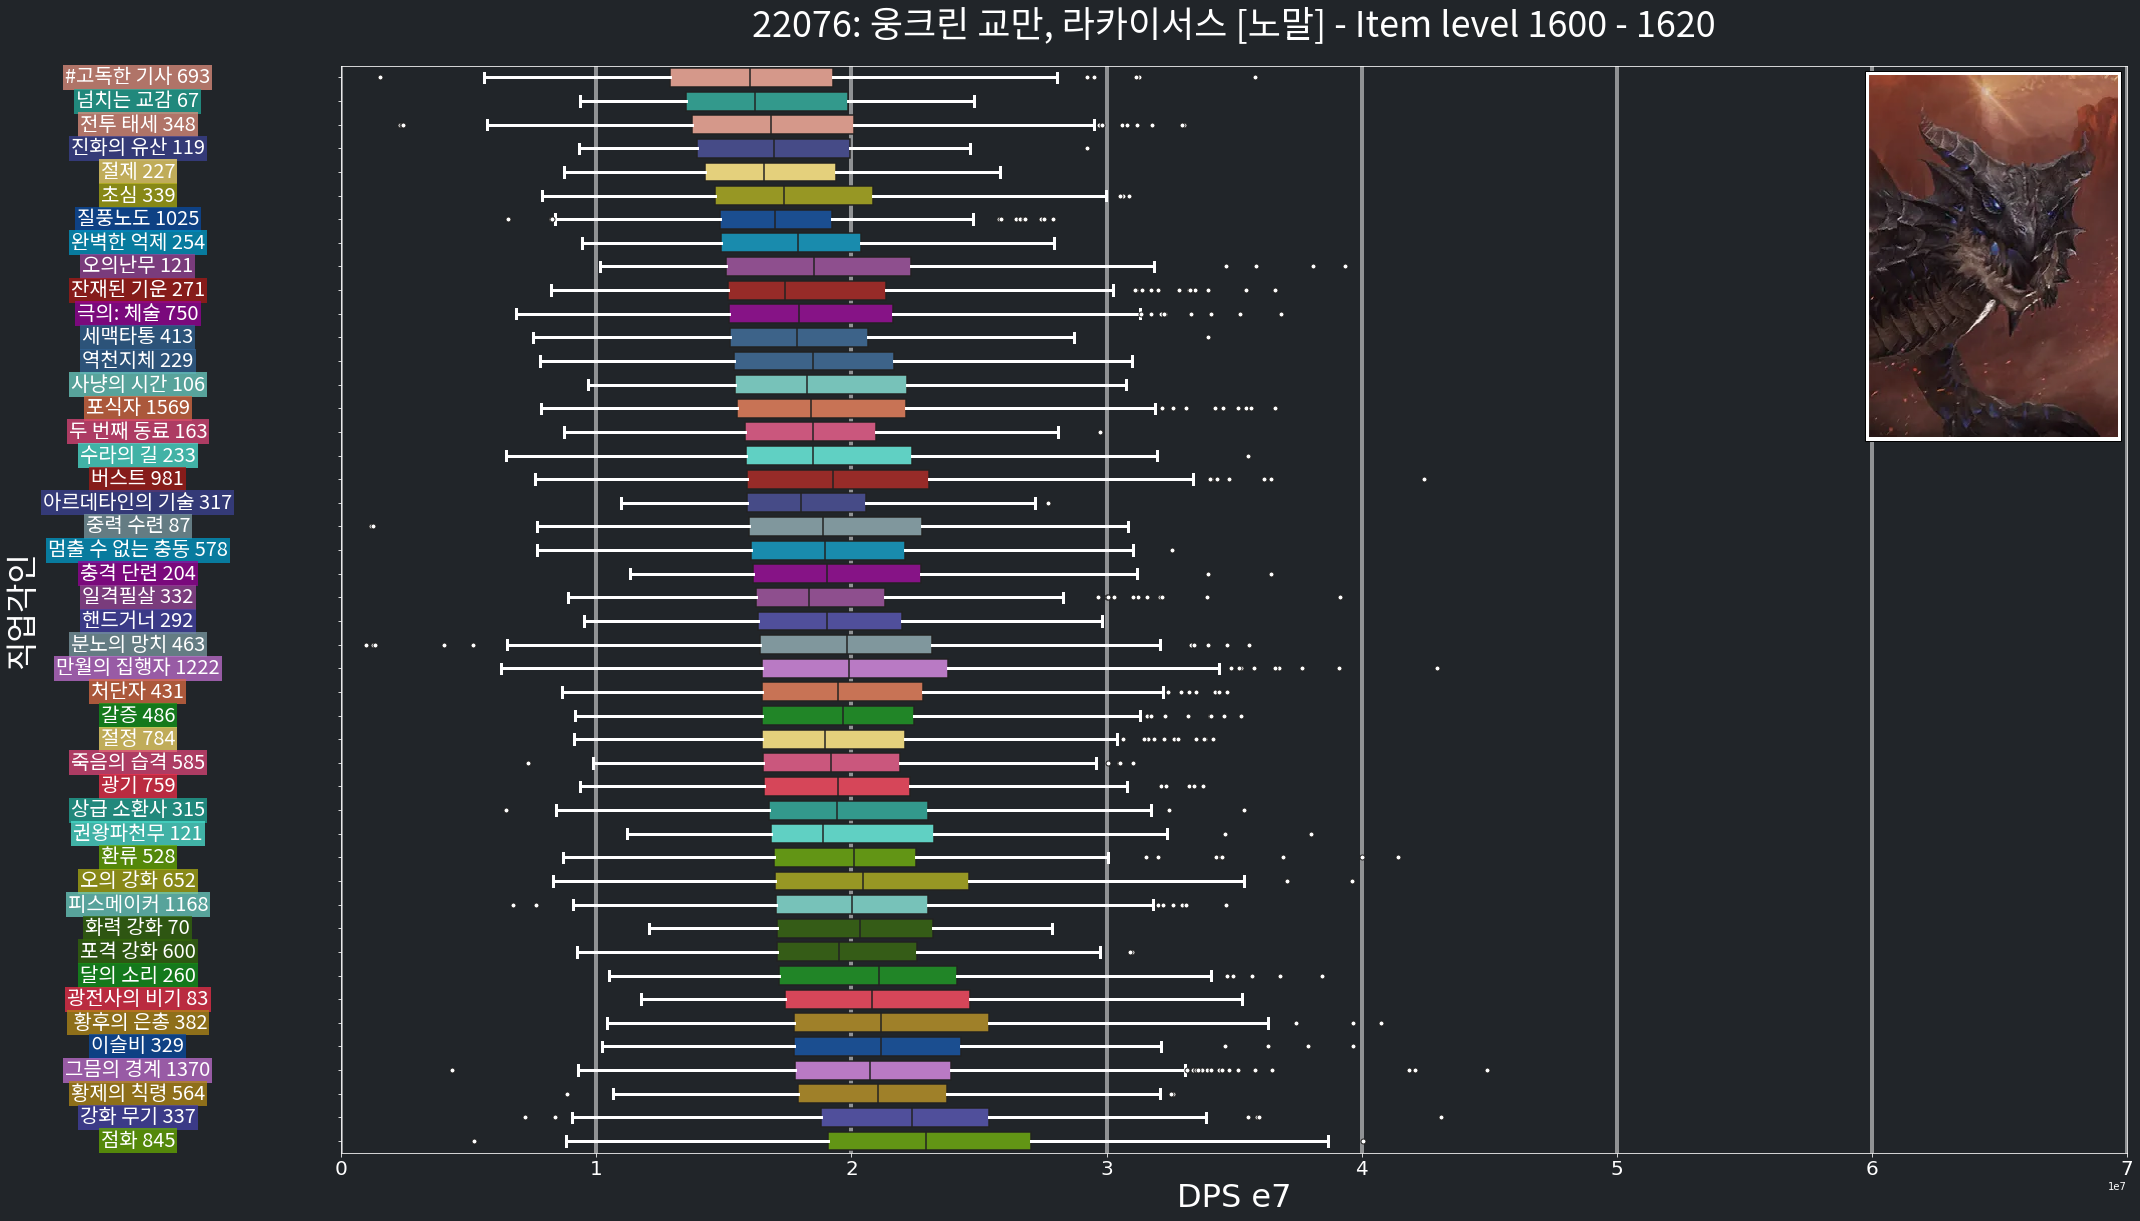 22076: 웅크린 교만, 라카이서스 [노말] - Item level 1600 - 1620
#고독한 기사 693
넘치는 교감 67
전투 태세 348
진화의 유산 119
절제 227
초심 339
질풍노도 1025
완벽한 억제 254
오의난무 121
잔재된 기운 271
극의: 체술 750
세맥타통 413
역천지체 229
사냥의 시간 106
포식자 1569
두 번째 동료 163
수라의 길 233
버스트 981
아르데타인의 기술 317
중력 수련 87
멈출 수 없는 충동 578
충격 단련 204
일격필살 332
핸드거너 292
분노의 망치 463
만월의 집행자 1222
처단자 431
갈증 486
절정 784
죽음의 습격 585
광기 759
상급 소환사 315
권왕파천무 121
환류 528
오의 강화 652
피스메이커 1168
화력 강화 70
포격 강화 600
달의 소리 260
광전사의 비기 83
황후의 은총 382
이슬비 329
그믐의 경계 1370
황제의 칙령 564
강화 무기 337
점화 845
직업각인
0 1 2 3 4 5 6 7
1e7
DPS e7